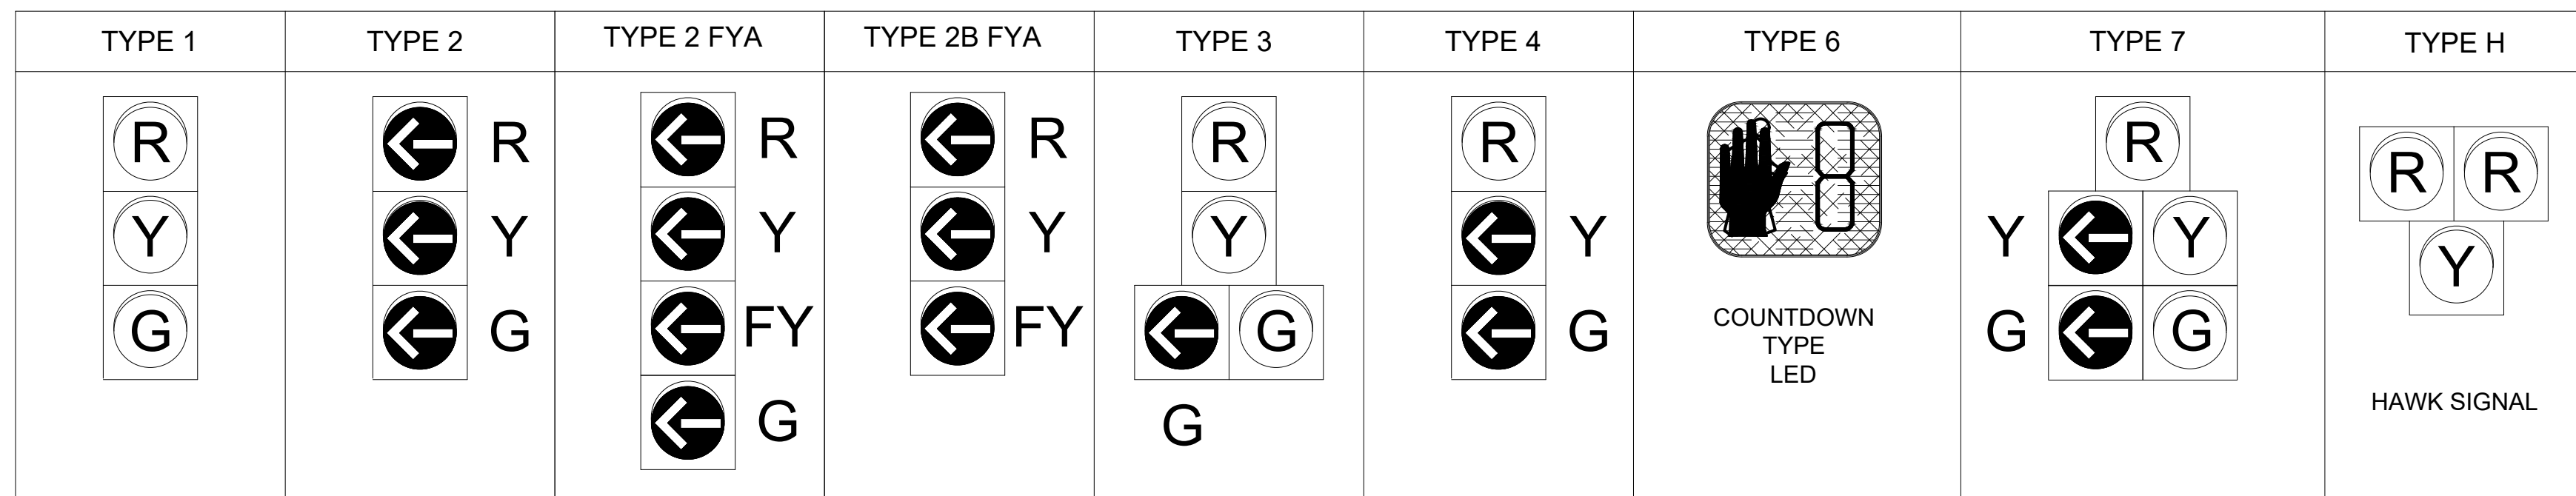 TYPE 1
TYPE 2
TYPE 2 FYA
TYPE 2B FYA
TYPE 3
TYPE 4
TYPE 6
TYPE 7
TYPE H
R
Y
G
R
Y
G
R
Y
FY
G
R
Y
FY
R
Y
G
G
R
Y
G
COUNTDOWN
TYPE
LED
R
Y Y
G G
R R
Y
HAWK SIGNAL